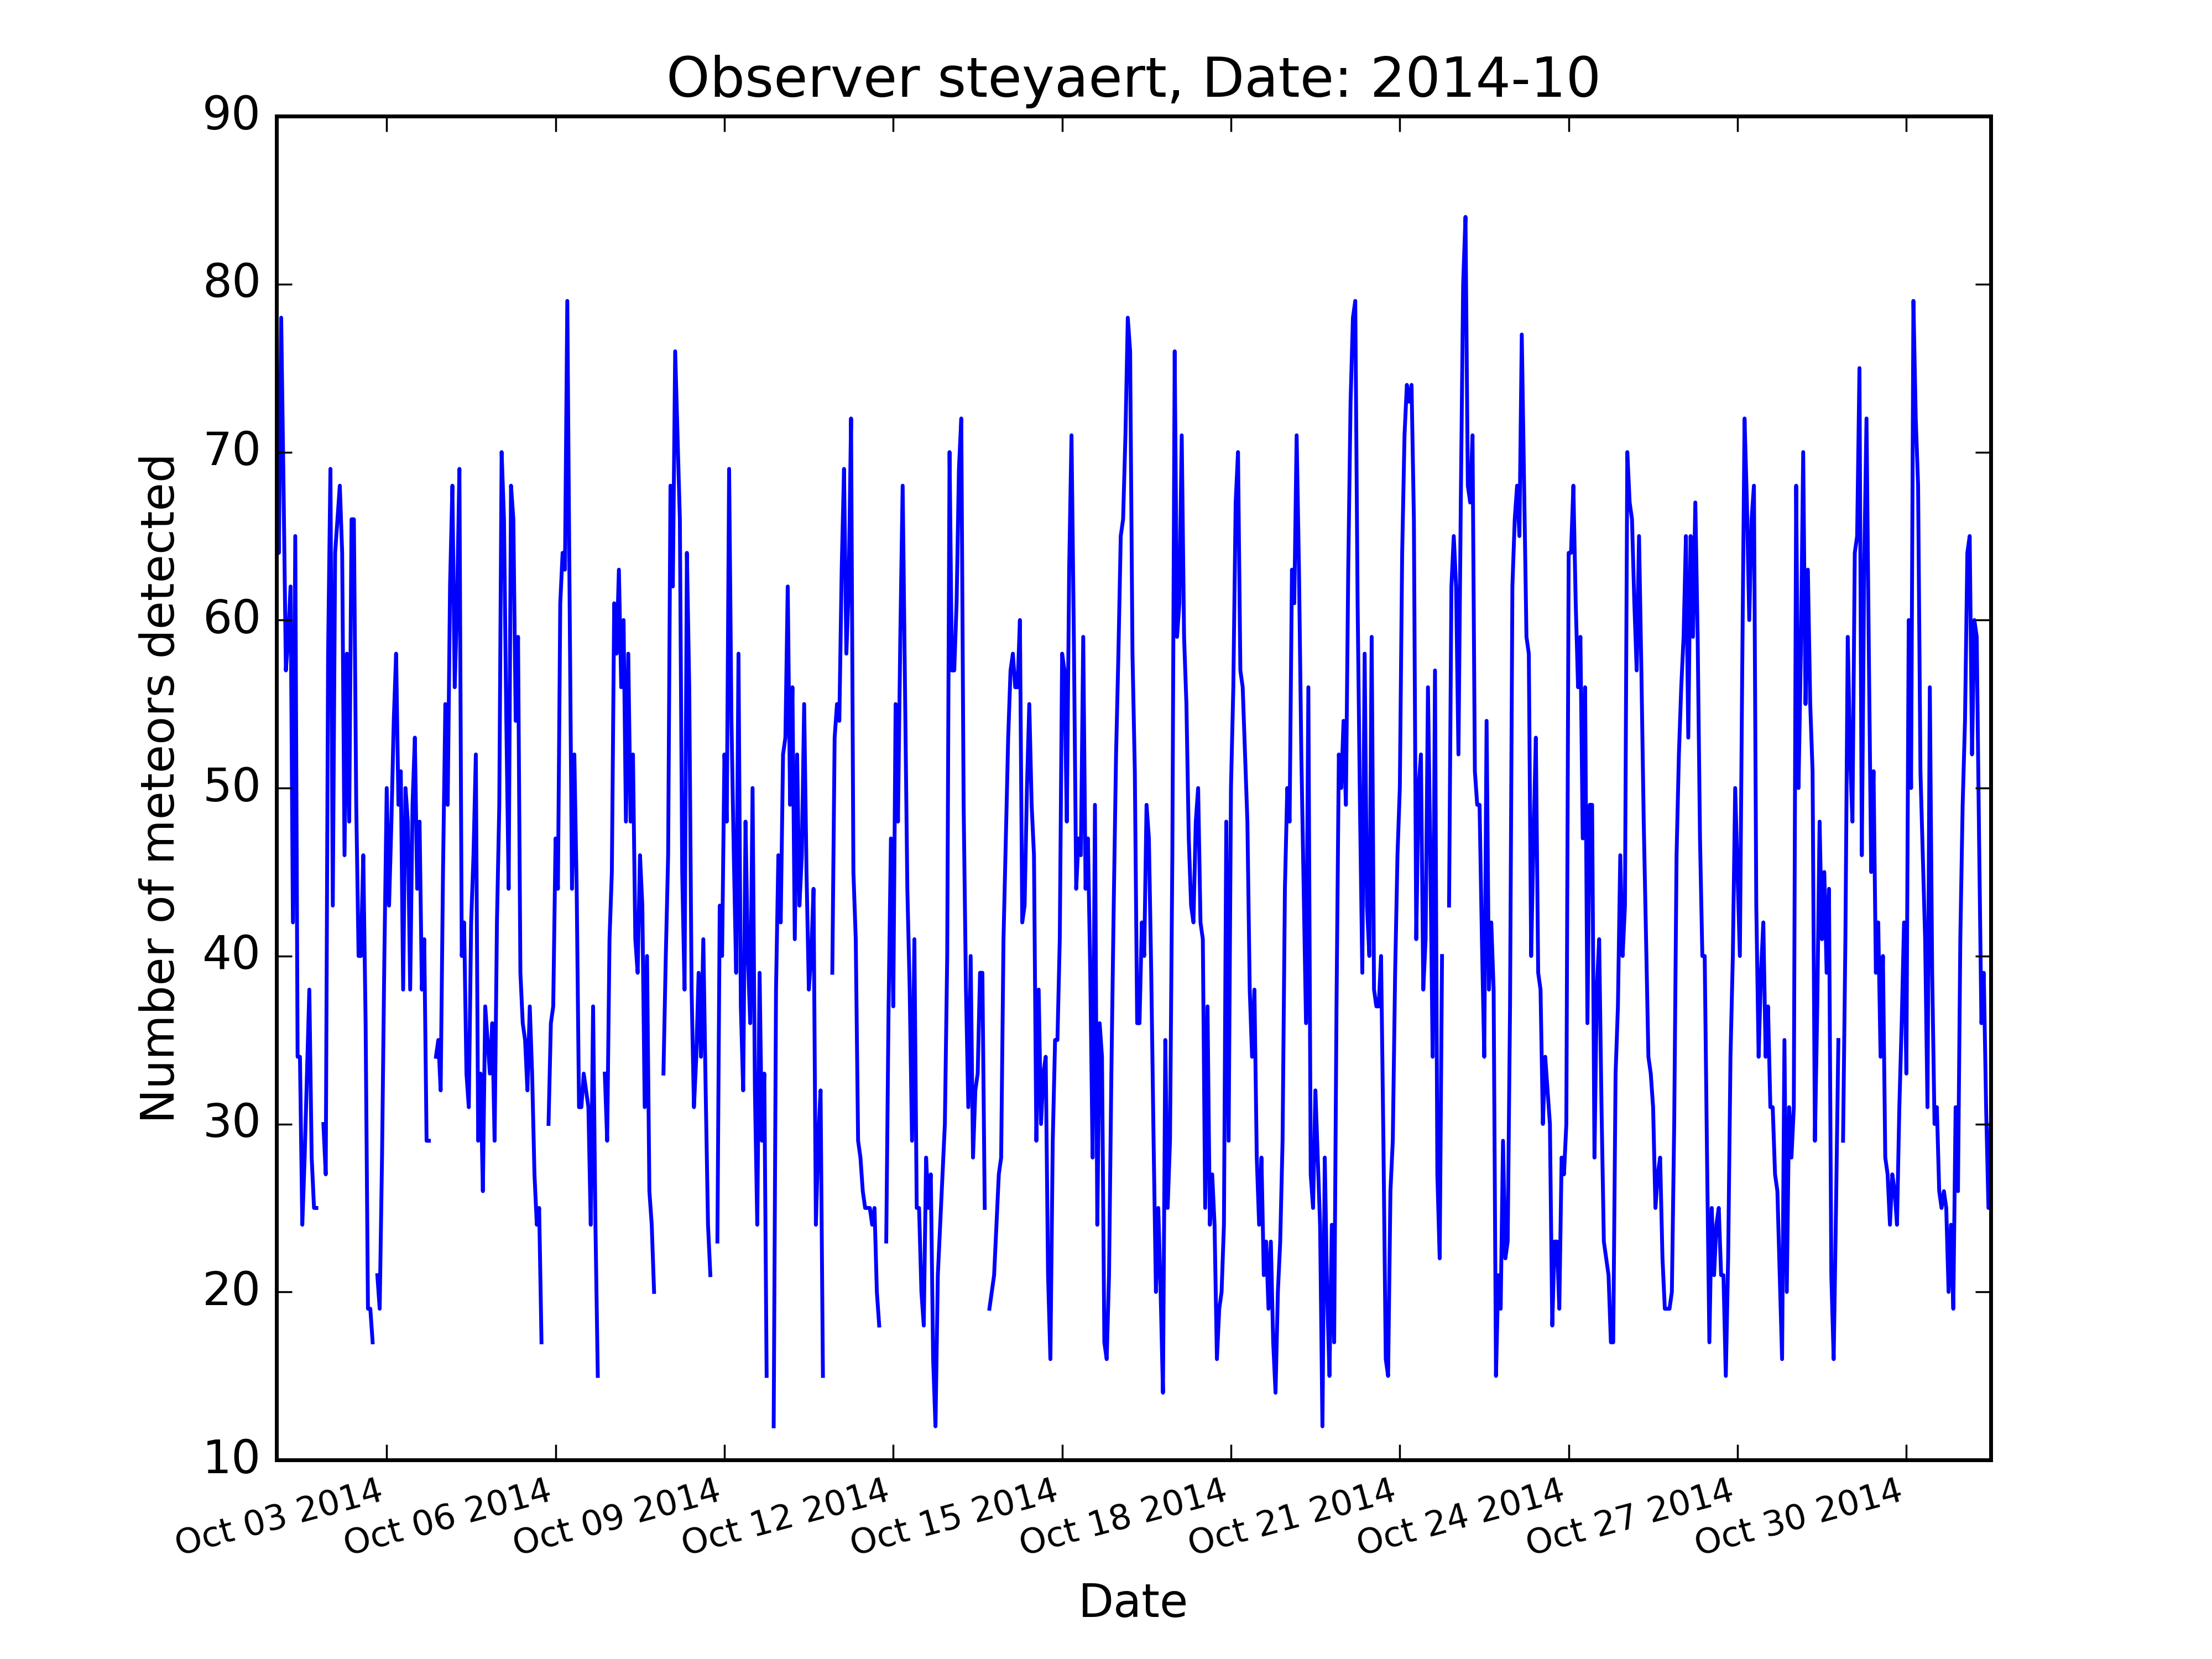 Observer steyaert, Date: 2014-10
90
80
70
60
50
40
30
20
10
Number of meteors detected
Oct 03 2014
Oct 06 2014
Oct 09 2014
Oct 12 2014
Oct 15 2014
Oct 18 2014
Oct 21 2014
Oct 24 2014
Oct 27 2014
Oct 30 2014
Date